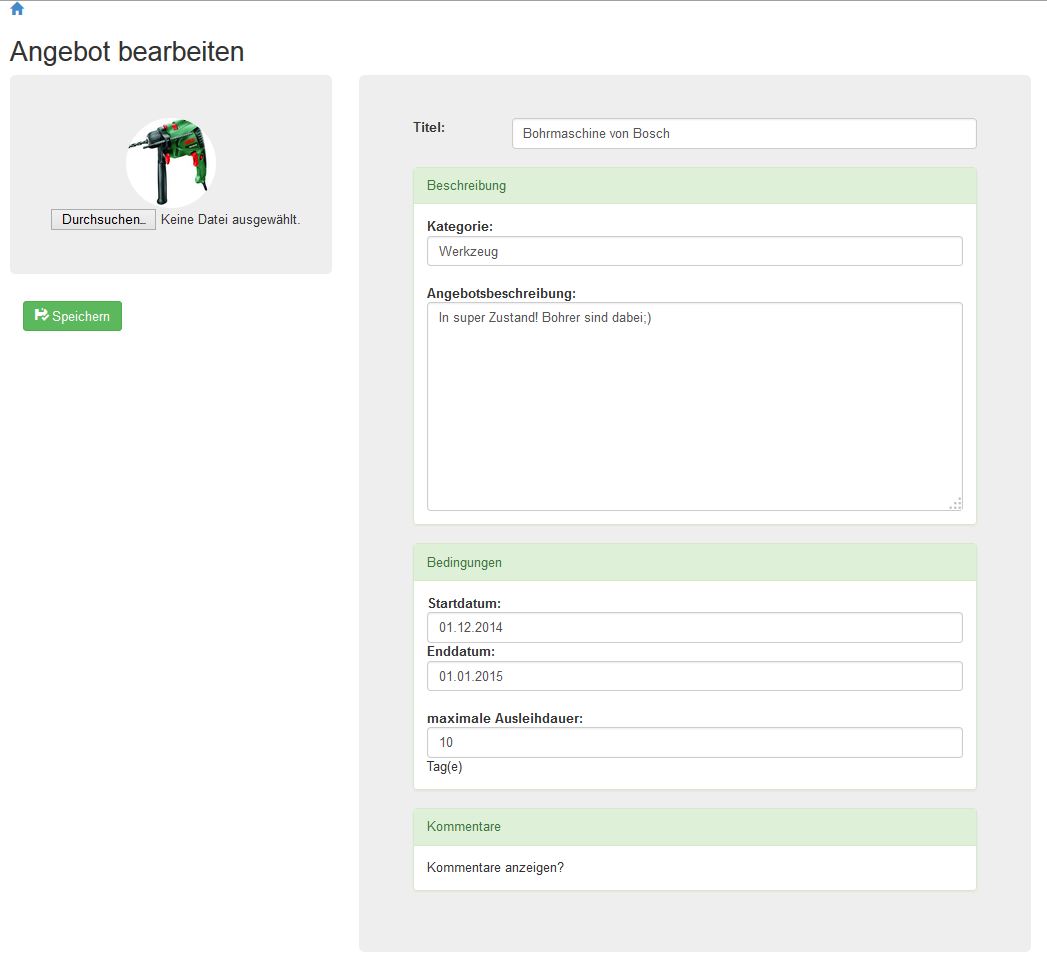 Angebot bearbeiten
Durchsuchen... Keine Datei ausgewählt.
Speichern
Titel:
Bohrmaschine von Bosch
Beschreibung
Kategorie:
Werkzeug
Angebotsbeschreibung:
In super Zustand! Bohrer sind dabei;)
Bedingungen
Startdatum:
01.12.2014
Enddatum:
01.01.2015
maximale Ausleihdauer:
10
Tag(e)
Kommentare
Kommentare anzeigen?